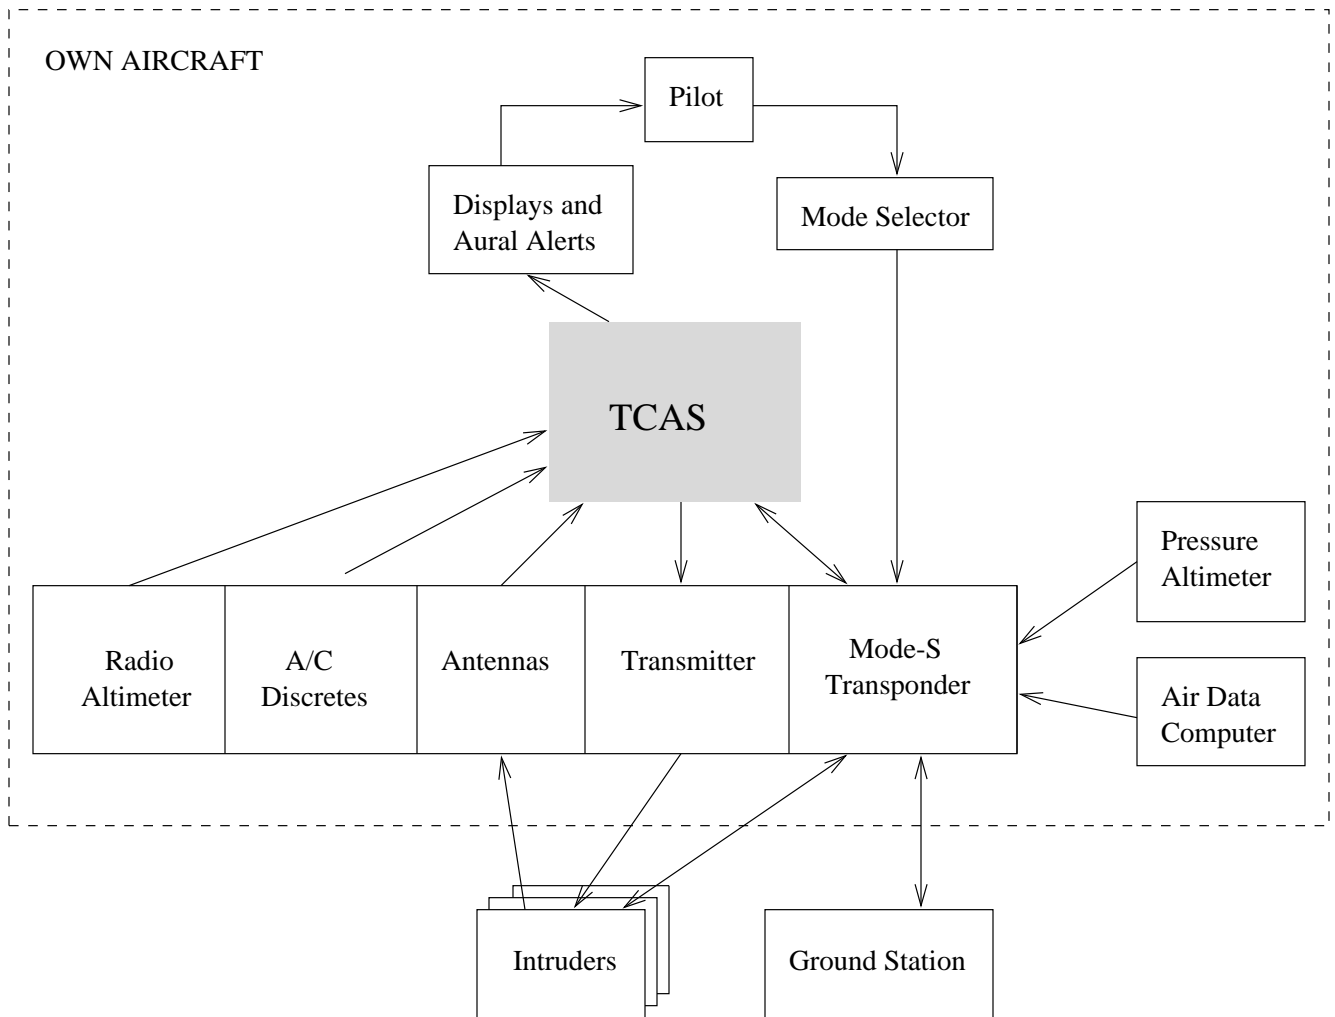 OWN AIRCRAFT
Pilot
Displays and
Aural Alerts
Mode Selector
TCAS
Pressure
Altimeter
Radio
Altimeter
A/C
Discretes
Antennas
Transmitter
Mode-S
Transponder
Air Data
Computer
Intruders
Ground Station